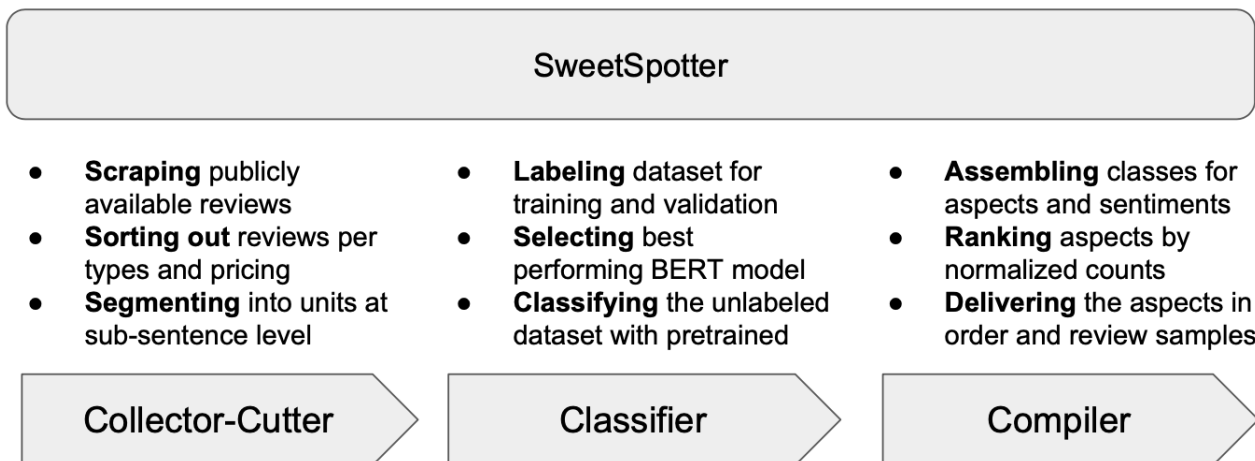 SweetSpotter
● Scraping publicly
available reviews
● Sorting out reviews per
types and pricing
● Segmenting into units at
sub-sentence level
● Labeling dataset for
training and validation
● Selecting best
performing BERT model
● Classifying the unlabeled
dataset with pretrained
● Assembling classes for
aspects and sentiments
● Ranking aspects by
normalized counts
● Delivering the aspects in
order and review samples
Collector-Cutter
Classifier
Compiler